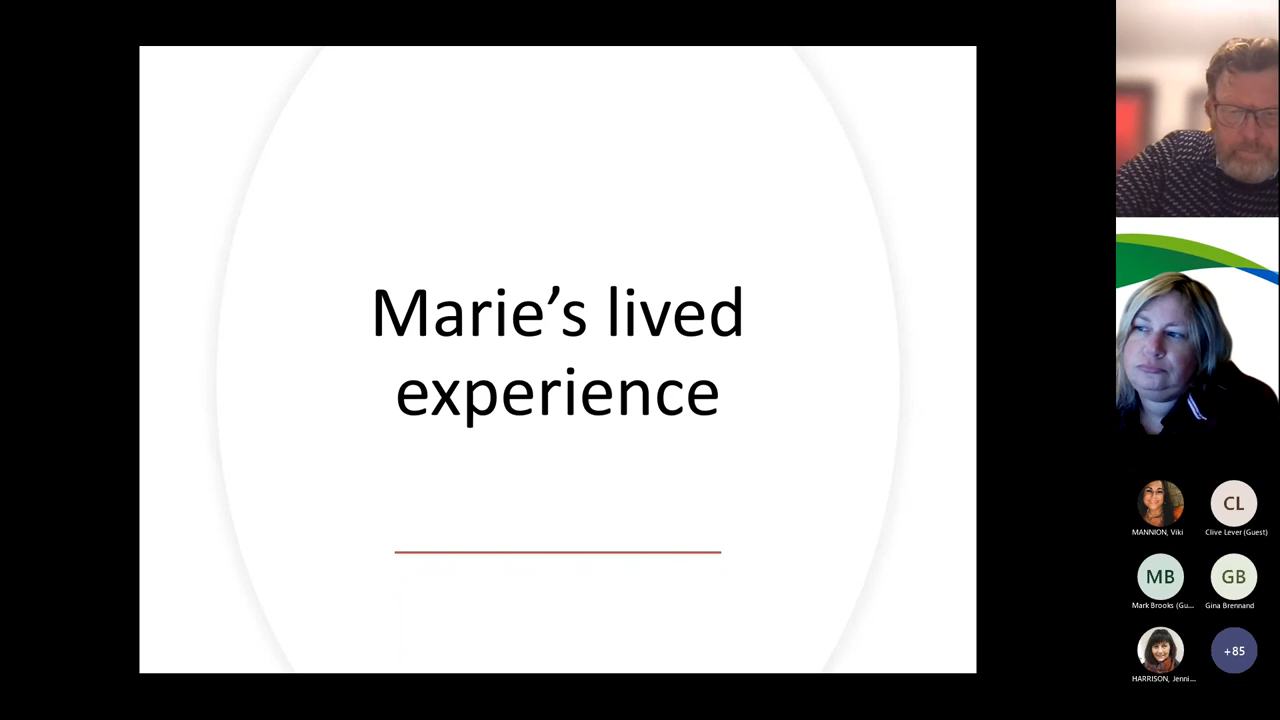 Marie’s lived
experience
MANNION, Viki
CL
Clive Lever (Guest)
MB
Mark Brooks (Gu...
GB
Gina Brennand
HARRISON, Jenni...
+85